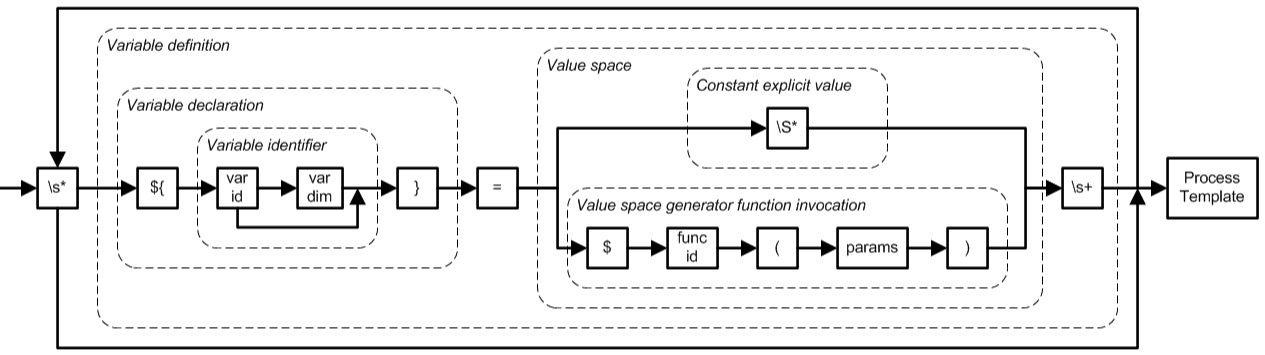 Variable definition
Value space
Constant explicit value
\S*
Variable declaration
Variable identifier
\s*
${
var
id
var
dim
}
=
\s+
Process
Template
Value space generator function invocation
$
func
id
(
params
)